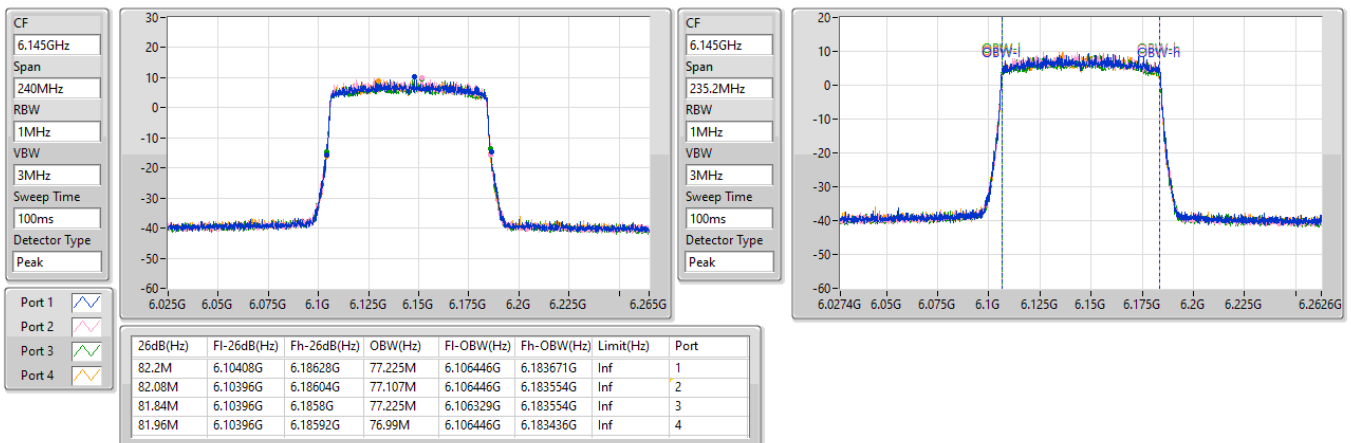 CF
6.145GHz
Span
240MHz
RBW
1MHz
VBW
3MHz
Sweep Time
100ms
Detector Type
Peak
30
20
10
0
-10
-20
-30
-40
-50
-60
6.025G 6.05G 6.075G 6.1G 6.125G 6.15G 6.175G 6.2G 6.225G 6.265G
CF
6.145GHz
Span
235.2MHz
RBW
1MHz
VBW
3MHz
Sweep Time
100ms
Detector Type
Peak
20
10
0
-10
-20
-30
-40
-50
-60
OBW-l OBW-h
6.0274G 6.05G 6.075G 6.1G 6.125G 6.15G 6.175G 6.2G 6.225G 6.2626G
Port 1
Port 2
Port 3
Port 4
26dB(Hz) Fl-26dB(Hz) Fh-26dB(Hz) OBW(Hz) Fl-OBW(Hz) Fh-OBW(Hz) Limit(Hz) Port
82.2M 6.10408G 6.18628G 77.225M 6.106446G 6.183671G Inf 1
82.08M 6.10396G 6.18604G 77.107M 6.106446G 6.183554G Inf 2
81.84M 6.10396G 6.1858G 77.225M 6.106329G 6.183554G Inf 3
81.96M 6.10396G 6.18592G 76.99M 6.106446G 6.183436G Inf 4